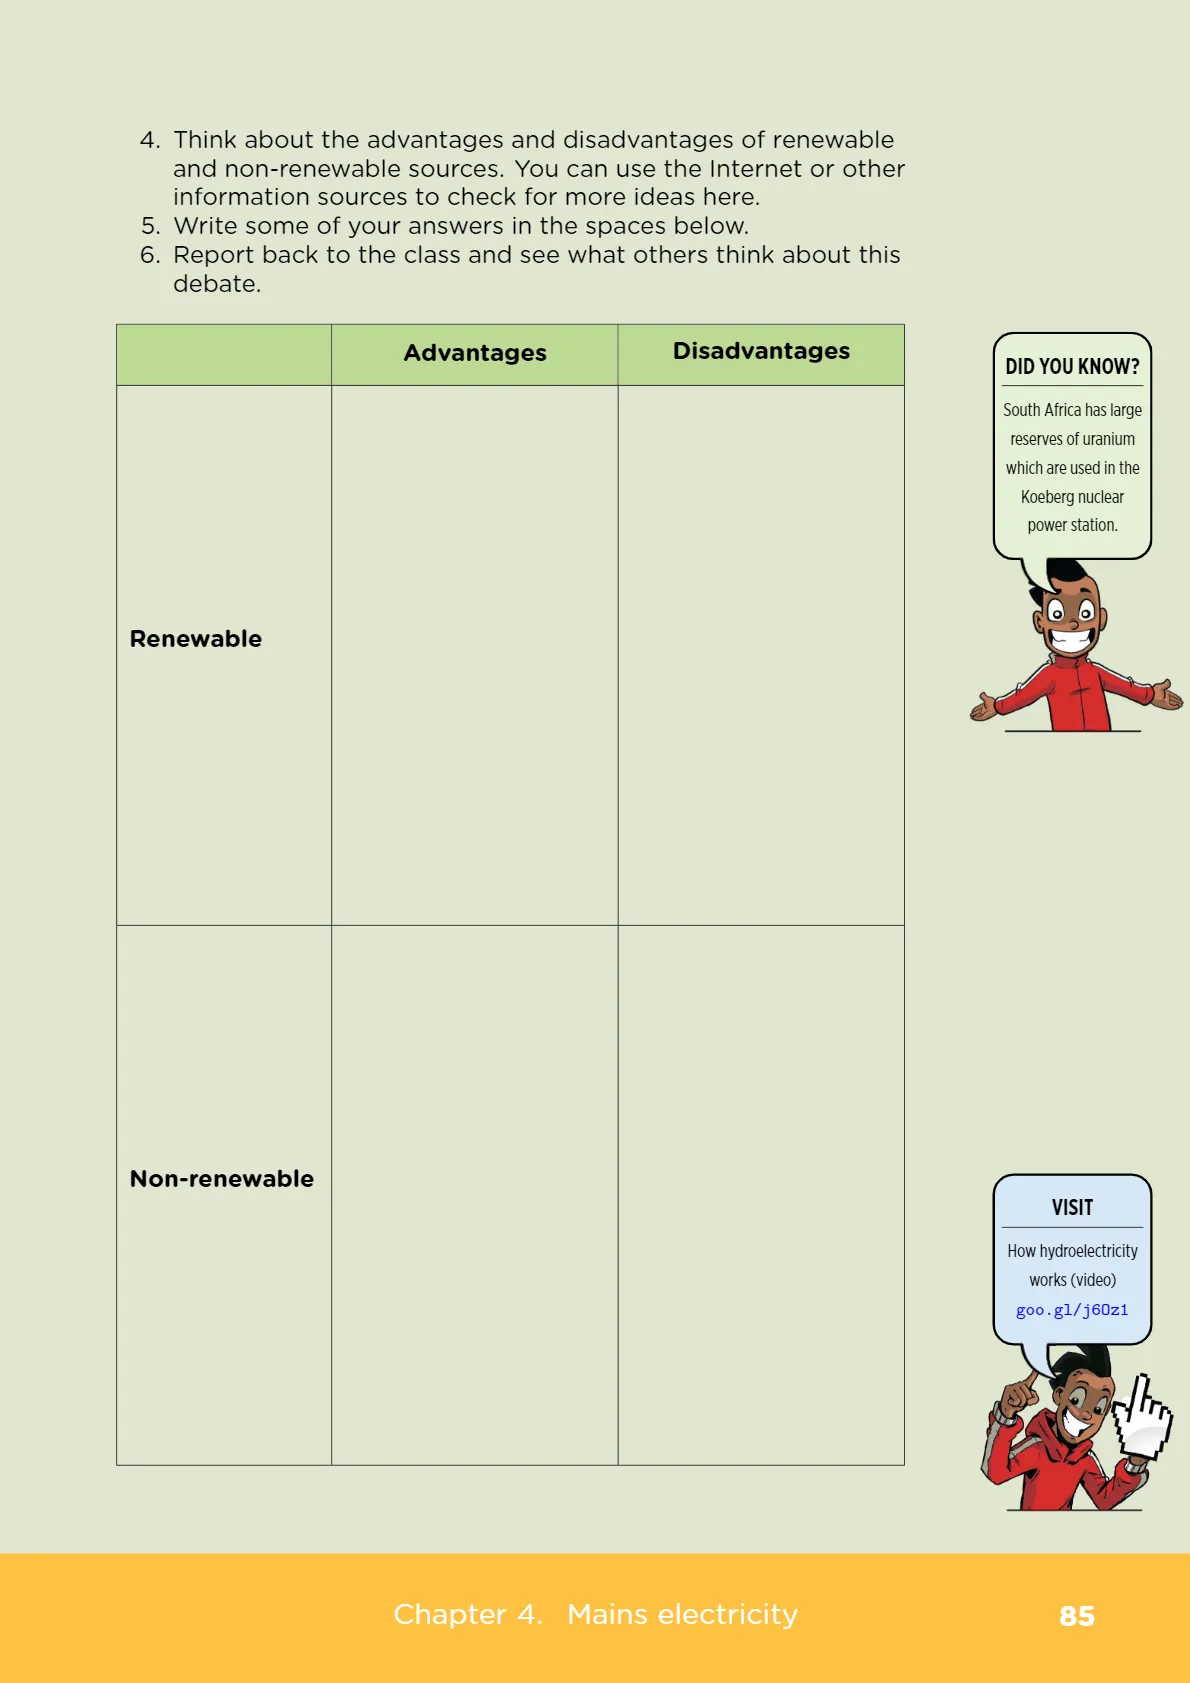 4. Think about the advantages and disadvantages of renewable
and non-renewable sources. You can use the Internet or other
information sources to check for more ideas here.
5. Write some of your answers in the spaces below.
6. Report back to the class and see what others think about this
debate.
Advantages
Disadvantages
Renewable
Non-renewable
DID YOU KNOW?
South Africa has large
reserves of uranium
which are used in the
Koeberg nuclear
power station.
VISIT
How hydroelectricity
works (video)
goo.gl/j6Oz1
Chapter 4. Mains electricity
85